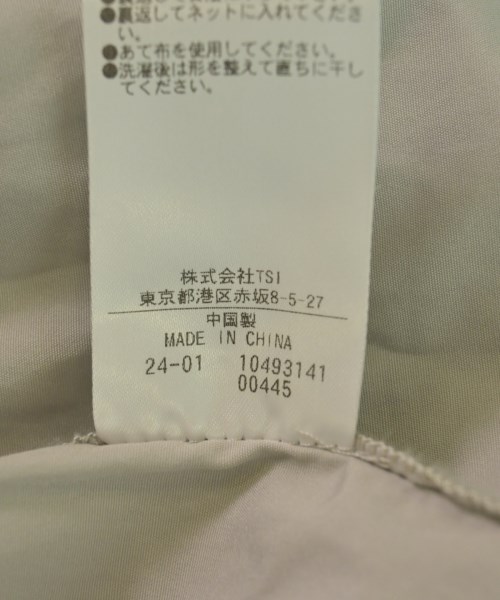 ●裏返してネットに入れてくださ
い。
●あて布を使用してください。
●洗濯後は形を整えて直ちに干し
てください。
株式会社TSI
東京都港区赤坂8-5-27
中国製
MADE IN CHINA
24-01 10493141
00445